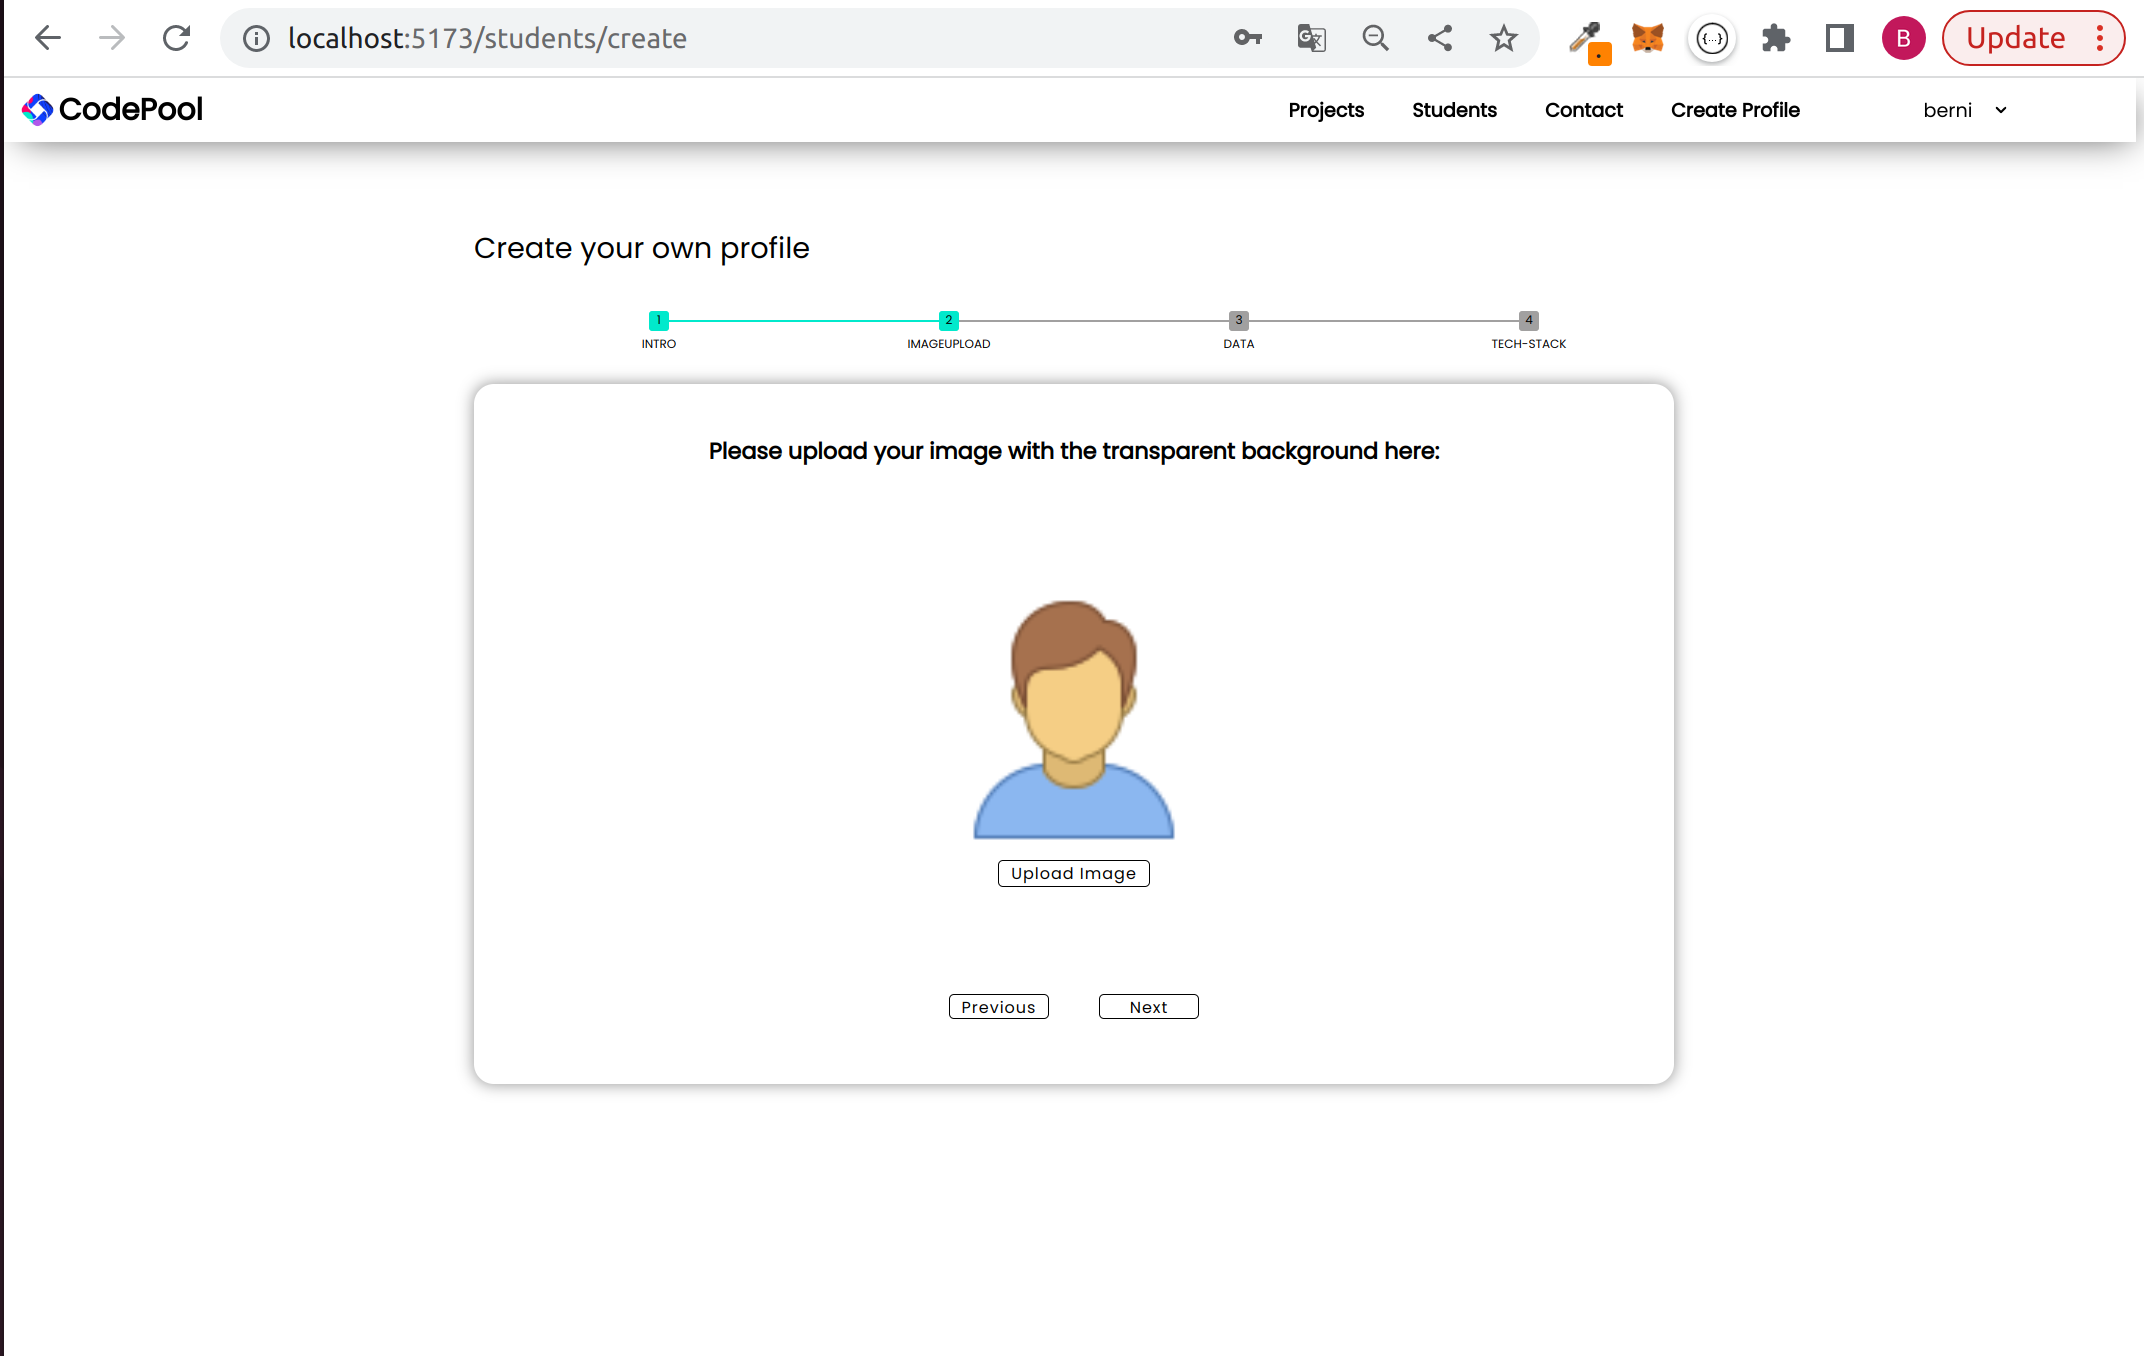 localhost:5173/students/create
B
Update
CodePool
Projects
Students
Contact
Create Profile
berni
Create your own profile
1
2
3
4
INTRO
IMAGEUPLOAD
DATA
TECH-STACK
Please upload your image with the transparent background here:
Upload Image
Previous
Next